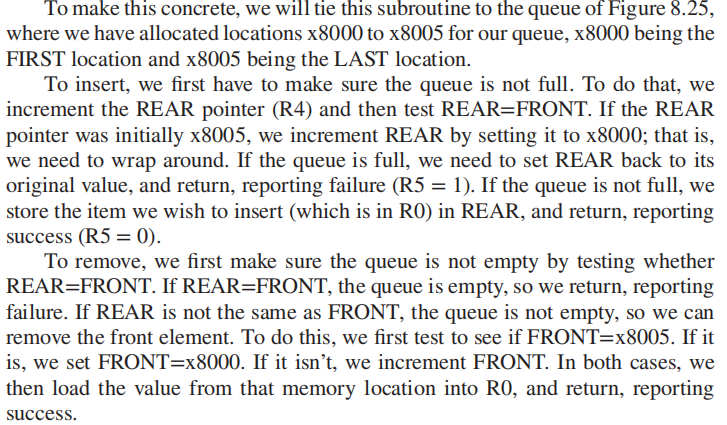 To make this concrete, we will tie this subroutine to the queue of Figure 8.25,
where we have allocated locations x8000 to x8005 for our queue, x8000 being the
FIRST location and x8005 being the LAST location.
To insert, we first have to make sure the queue is not full. To do that, we
increment the REAR pointer (R4) and then test REAR=FRONT. If the REAR
pointer was initially x8005, we increment REAR by setting it to x8000; that is,
we need to wrap around. If the queue is full, we need to set REAR back to its
original value, and return, reporting failure (R5 = 1). If the queue is not full, we
store the item we wish to insert (which is in R0) in REAR, and return, reporting
success (R5 = 0).
To remove, we first make sure the queue is not empty by testing whether
REAR=FRONT. If REAR=FRONT, the queue is empty, so we return, reporting
failure. If REAR is not the same as FRONT, the queue is not empty, so we can
remove the front element. To do this, we first test to see if FRONT=x8005. If it
is, we set FRONT=x8000. If it isn’t, we increment FRONT. In both cases, we
then load the value from that memory location into R0, and return, reporting
success.